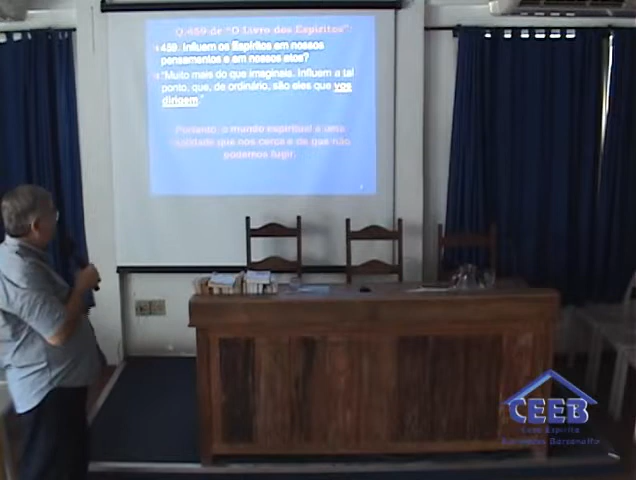 Q.459 de "O Livro dos Espíritos":
459. Influem os Espíritos em nossos
pensamentos e em nossos atos?
"Muito mais do que imaginais. Influem a tal
ponto, que, de ordinário, são eles que vos
dirigem."
Portanto, o mundo espiritual é uma
realidade que nos cerca e da qual não
podemos fugir.
CEEB
Casa Espírita